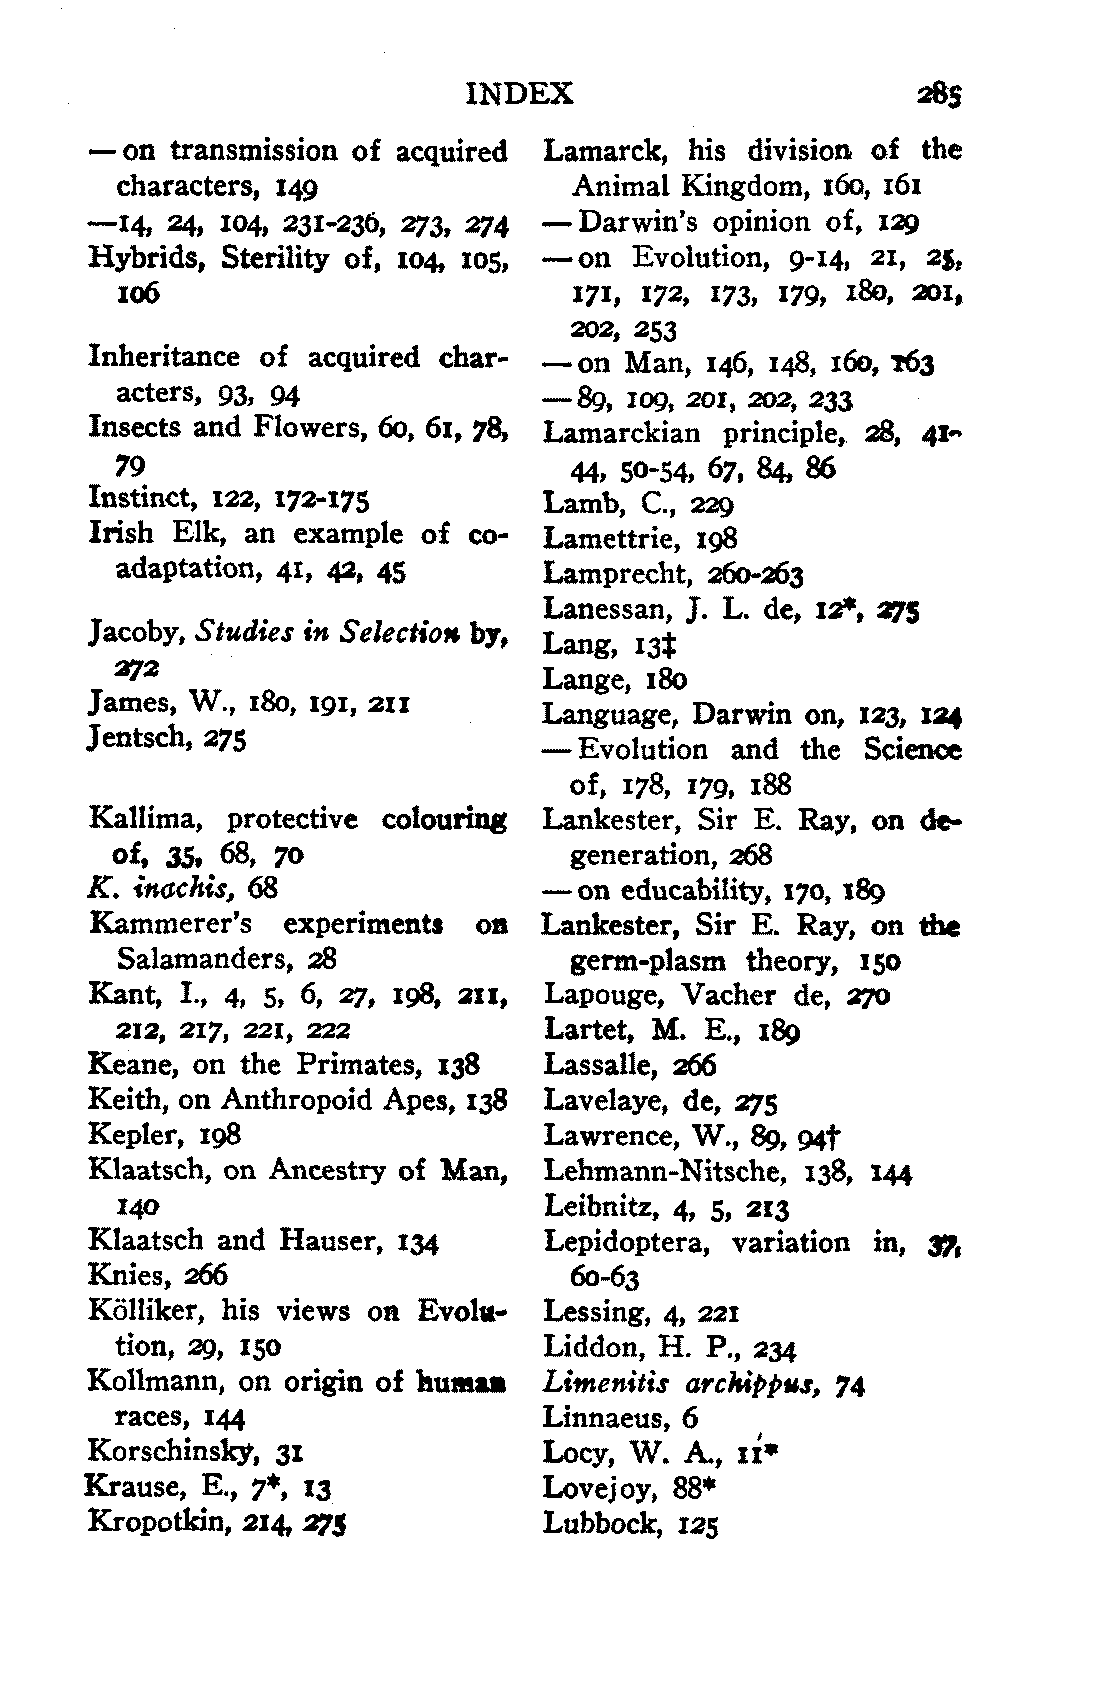 INDEX 285
— on transmission of acquired
characters, 149
—14, 24, 104, 231-236, 273, 274
Hybrids, Sterility of, 104, 105,
106
Inheritance of acquired char-
acters, 93, 94
Insects and Flowers, 60, 61, 78,
79
Instinct, 122, 172-175
Irish Elk, an example of co-
adaptation, 41, 42, 45
Jacoby, Studies in Selection by,
272
James, W., 180, 191, 211
Jentsch, 275
Kallima, protective colouring
of, 35, 68, 70
K. inachis, 68
Kammerer's experiments on
Salamanders, 28
Kant, I., 4, 5, 6, 27, 198, 211,
212, 217, 221, 222
Keane, on the Primates, 138
Keith, on Anthropoid Apes, 138
Kepler, 198
Klaatsch, on Ancestry of Man,
140
Klaatsch and Hauser, 134
Knies, 266
Kölliker, his views on Evolu-
tion, 29, 150
Kollmann, on origin of human
races, 144
Korschinsky, 31
Krause, E., 7*, 13
Kropotkin, 214, 275
Lamarck, his division of the
Animal Kingdom, 160, 161
— Darwin's opinion of, 129
— on Evolution, 9-14, 21, 25,
171, 172, 173, 179, 180, 201,
202, 253
— on Man, 146, 148, 160, 163
— 89, 109, 201, 202, 233
Lamarckian principle, 28, 41-
44, 50-54, 67, 84, 86
Lamb, C., 229
Lamettrie, 198
Lamprecht, 260-263
Lanessan, J. L. de, 12*, 275
Lang, 13‡
Lange, 180
Language, Darwin on, 123, 124
— Evolution and the Science
of, 178, 179, 188
Lankester, Sir E. Ray, on de-
generation, 268
— on educability, 170, 189
Lankester, Sir E. Ray, on the
germ-plasm theory, 150
Lapouge, Vacher de, 270
Lartet, M. E., 189
Lassalle, 266
Lavelaye, de, 275
Lawrence, W., 89, 94†
Lehmann-Nitsche, 138, 144
Leibnitz, 4, 5, 213
Lepidoptera, variation in, 37,
60-63
Lessing, 4, 221
Liddon, H. P., 234
Limenitis archippus, 74
Linnaeus, 6
Locy, W. A., 11*
Lovejoy, 88*
Lubbock, 125